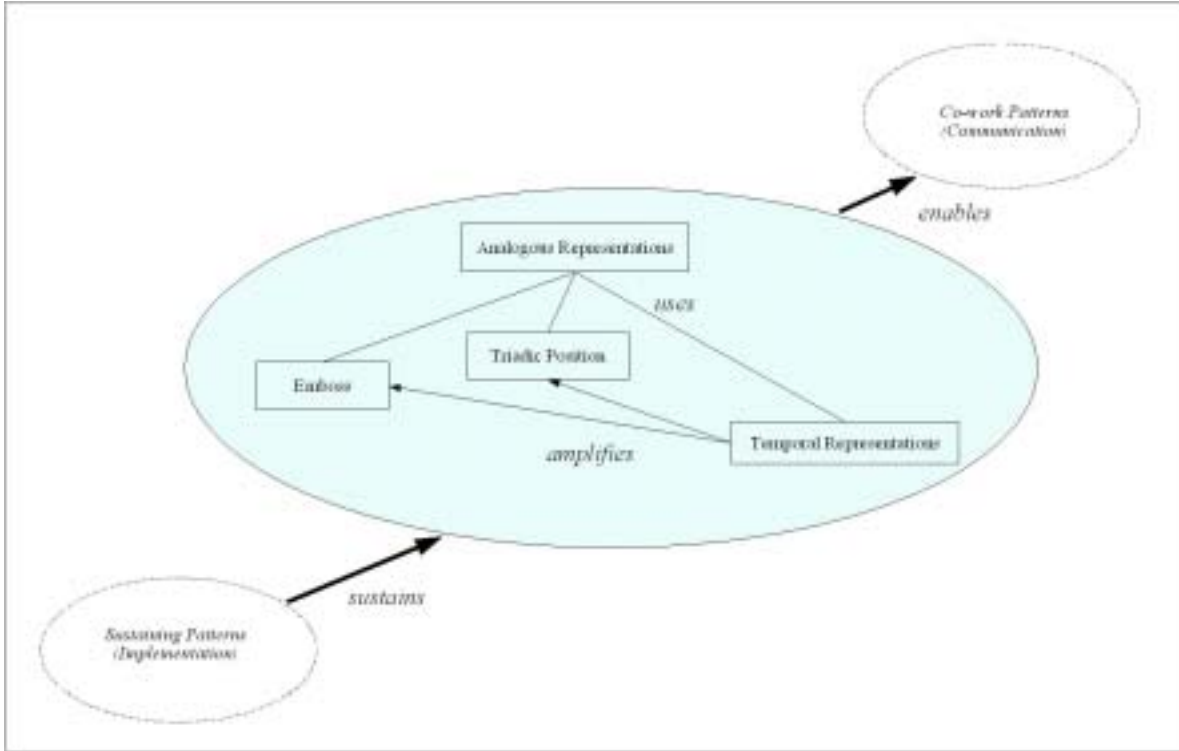 Co-work Patterns
(Communication)
enables
Analogous Representations
uses
Triadic Position
Emboss
Temporal Representations
amplifies
sustains
Sustaining Patterns
(Implementation)